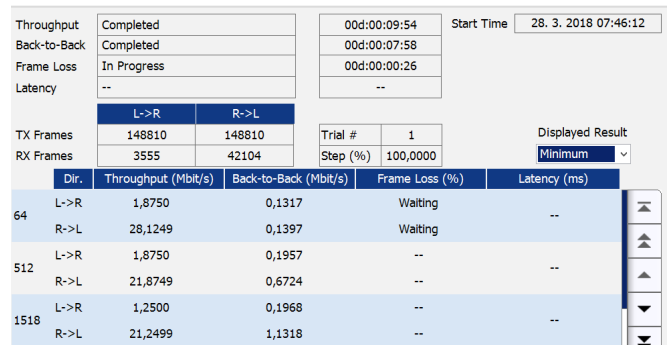 Throughput Completed 00d:00:09:54 Start Time 28. 3. 2018 07:46:12
Back-to-Back Completed 00d:00:07:58
Frame Loss In Progress 00d:00:00:26
Latency -- --
L->R R->L
TX Frames 148810 148810 Trial # 1 Displayed Result
RX Frames 3555 42104 Step (%) 100,0000 Minimum
Dir. Throughput (Mbit/s) Back-to-Back (Mbit/s) Frame Loss (%) Latency (ms)
64 L->R 1,8750 0,1317 Waiting --
R->L 28,1249 0,1397 Waiting
512 L->R 1,8750 0,1957 -- --
R->L 21,8749 0,6724 --
1518 L->R 1,2500 0,1968 -- --
R->L 21,2499 1,1318 --